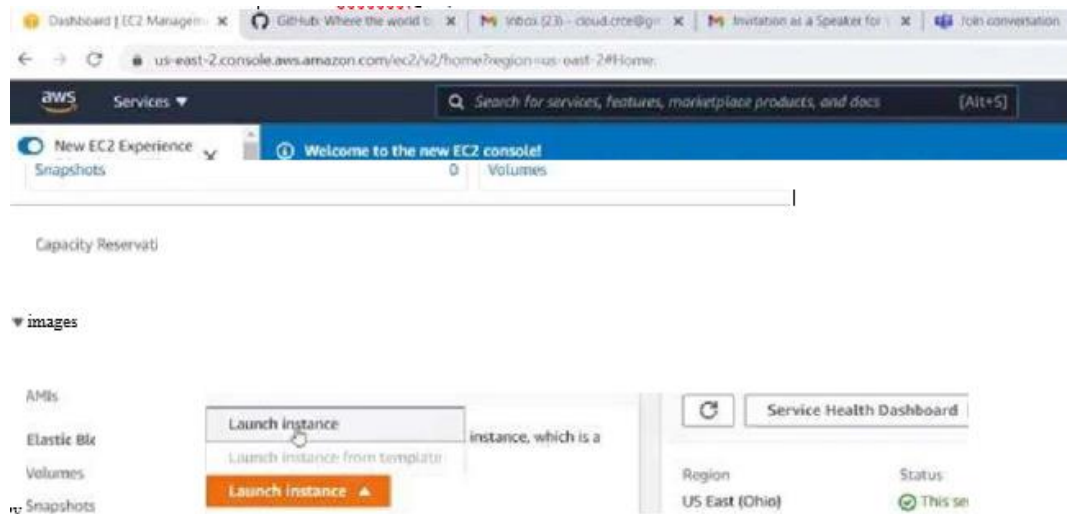 Dashboard | EC2 Managem
GitHub: Where the world b
Inbox (23) - cloud.crce@gm
Invitation as a Speaker for
Join conversation
us-east-2.console.aws.amazon.com/ec2/v2/home?region=us-east-2#Home:
aws
Services
Search for services, features, marketplace products, and docs
[Alt+S]
New EC2 Experience
Welcome to the new EC2 console!
Snapshots
0
Volumes
Capacity Reservati
images
AMIs
Elastic Blc
Volumes
Snapshots
Launch instance
Launch instance from template
Launch instance
instance, which is a
Service Health Dashboard
Region
Status
US East (Ohio)
This ser